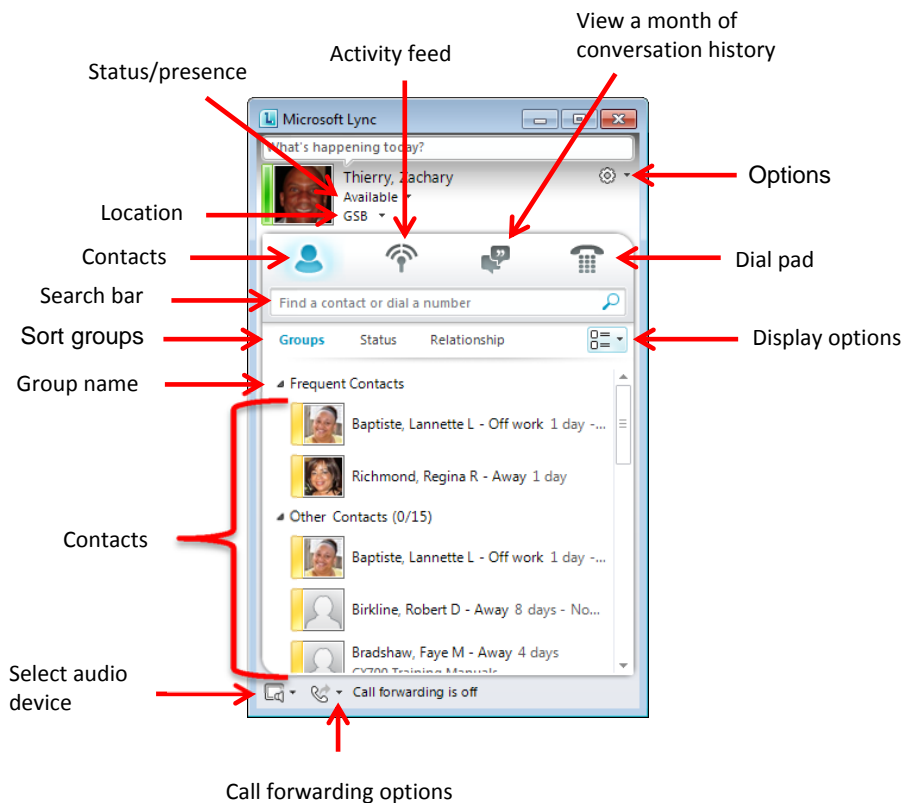 View a month of
conversation history
Activity feed
Status/presence
Microsoft Lync
What's happening today?
Thierry, Zachary
Options
Available
Location
GSB
Contacts
Dial pad
Search bar
Find a contact or dial a number
Sort groups
Groups Status Relationship
Display options
Group name
Frequent Contacts
Baptiste, Lannette L - Off work 1 day -...
Richmond, Regina R - Away 1 day
Other Contacts (0/15)
Contacts
Baptiste, Lannette L - Off work 1 day -...
Birkline, Robert D - Away 8 days - No...
Bradshaw, Faye M - Away 4 days
CX700 Training Manuals
Select audio
device
Call forwarding is off
Call forwarding options